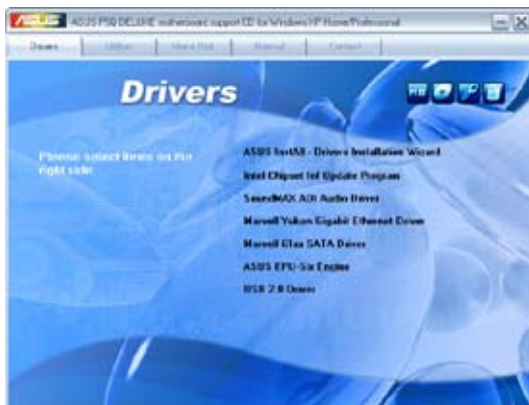 ASUS P5Q DELUXE motherboard support CD for Windows XP Home/Professional
Drivers
Utilities
Make Disk
Manual
Contact
Drivers
Please select items on the
right side.
ASUS InstAll - Drivers Installation Wizard
Intel Chipset Inf Update Program
SoundMAX ADI Audio Driver
Marvell Yukon Gigabit Ethernet Driver
Marvell 61xx SATA Driver
ASUS EPU-Six Engine
USB 2.0 Driver